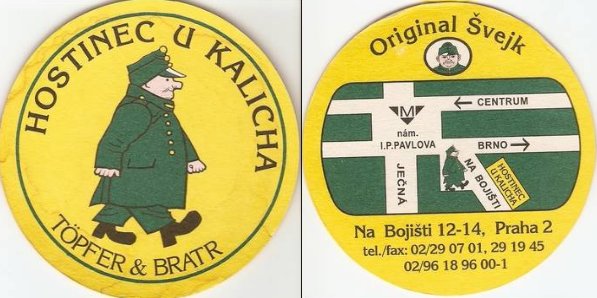 HOSTINEC U KALICHA
TÖPFER & BRATR
Original Švejk
M
CENTRUM
nám.
I.P.PAVLOVA
BRNO
JEČNÁ
NA BOJIŠTI
HOSTINEC
U KALICHA
Na Bojišti 12-14, Praha 2
tel./fax: 02/29 07 01, 29 19 45
02/96 18 96 00-1